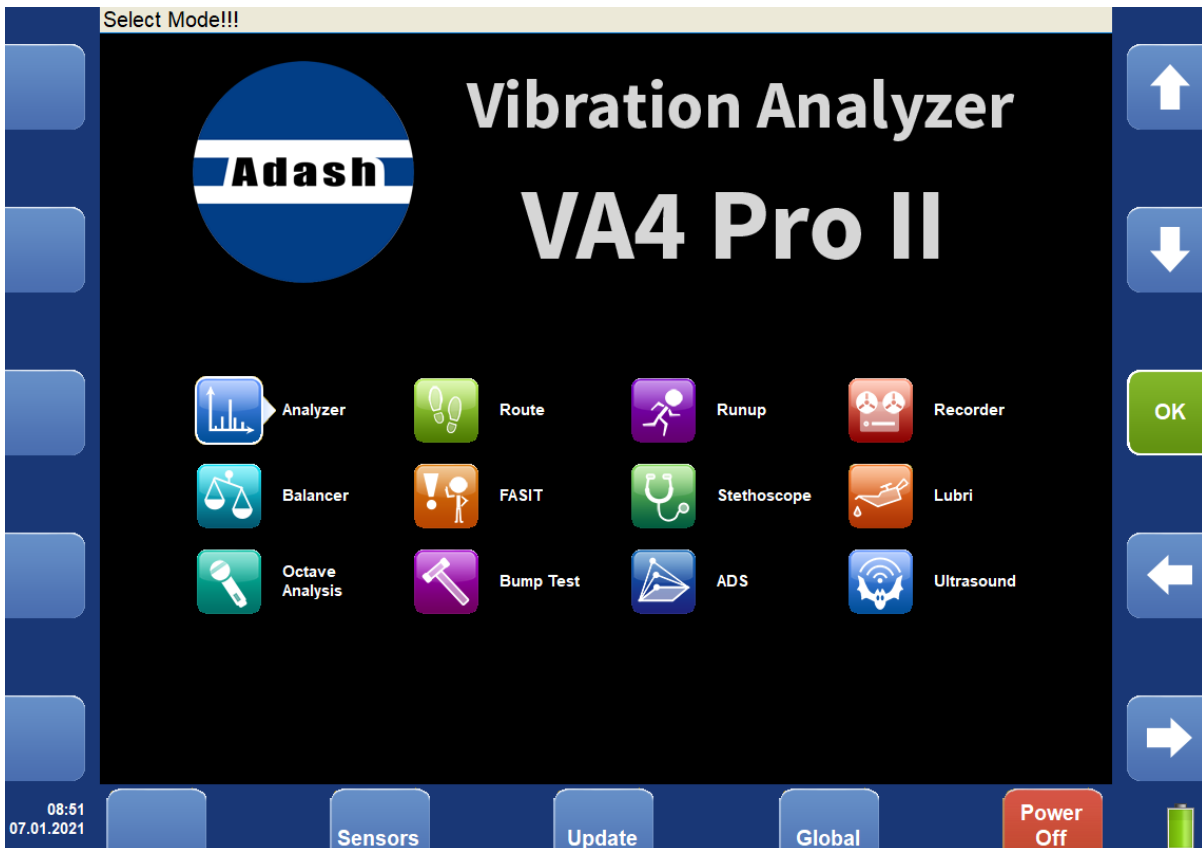 Select Mode!!!
Adash
Vibration Analyzer
VA4 Pro II
Analyzer
Route
Runup
Recorder
OK
Balancer
FASIT
Stethoscope
Lubri
Octave
Analysis
Bump Test
ADS
Ultrasound
08:51
07.01.2021
Sensors
Update
Global
Power
Off